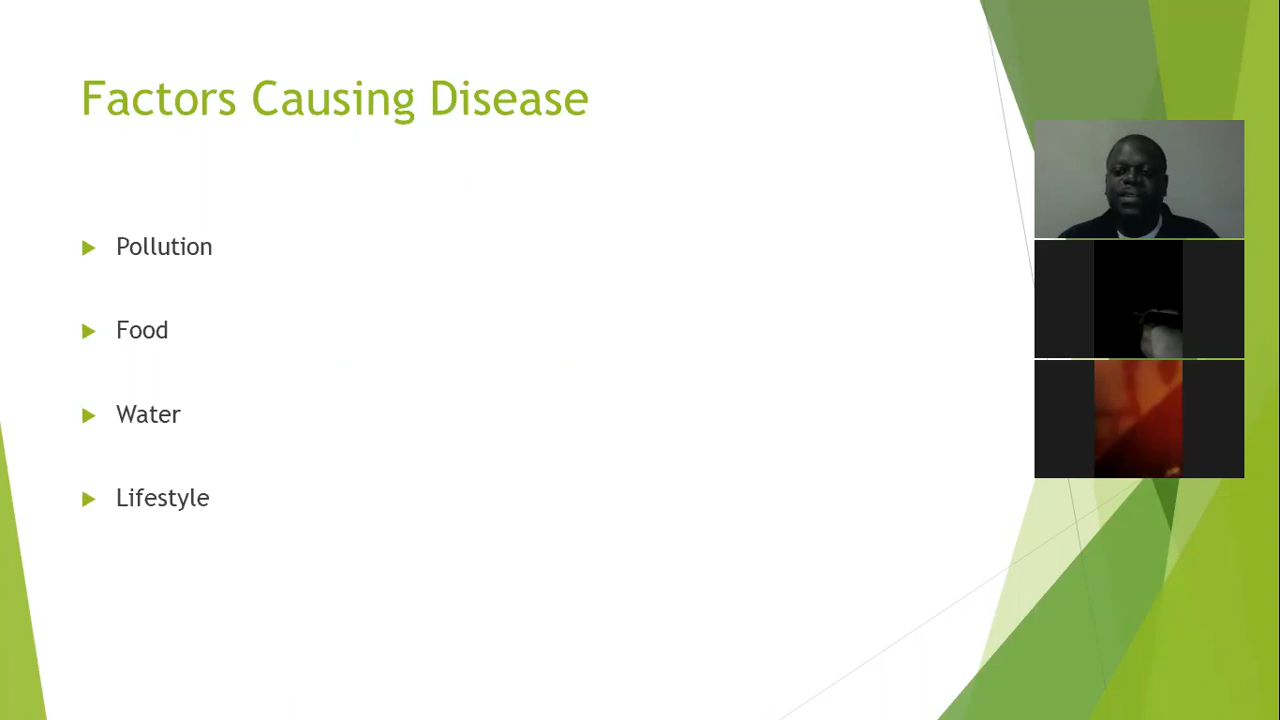 Factors Causing Disease
Pollution
Food
Water
Lifestyle